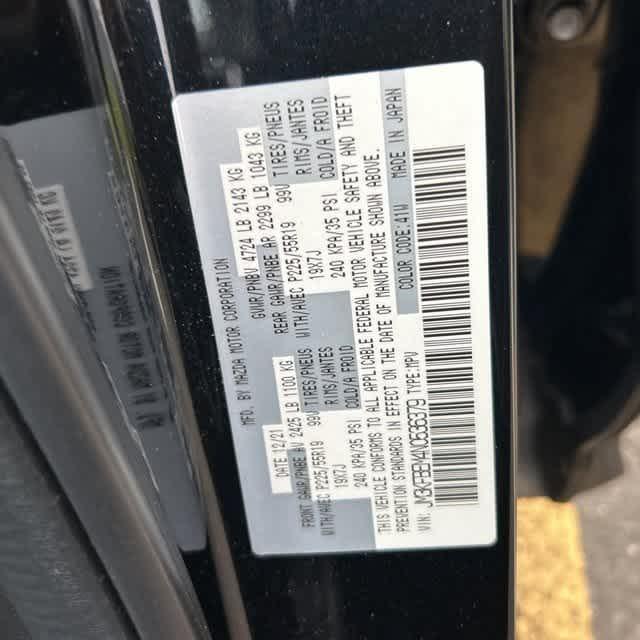 MFD. BY MAZDA MOTOR CORPORATION
DATE: 12/21 GVWR/PNBV 4724 LB 2143 KG
FRONT GAWR/PNBE AV 2425 LB 1100 KG REAR GAWR/PNBE AR 2299 LB 1043 KG
99V TIRES/PNEUS 99V TIRES/PNEUS
WITH/AVEC P225/55R19 RIMS/JANTES WITH/AVEC P225/55R19 RIMS/JANTES
19X7J 19X7J
240 KPA/35 PSI COLD/A FROID 240 KPA/35 PSI COLD/A FROID
THIS VEHICLE CONFORMS TO ALL APPLICABLE FEDERAL MOTOR VEHICLE SAFETY AND THEFT
PREVENTION STANDARDS IN EFFECT ON THE DATE OF MANUFACTURE SHOWN ABOVE.
COLOR CODE:41W MADE IN JAPAN
VIN: TYPE:MPV